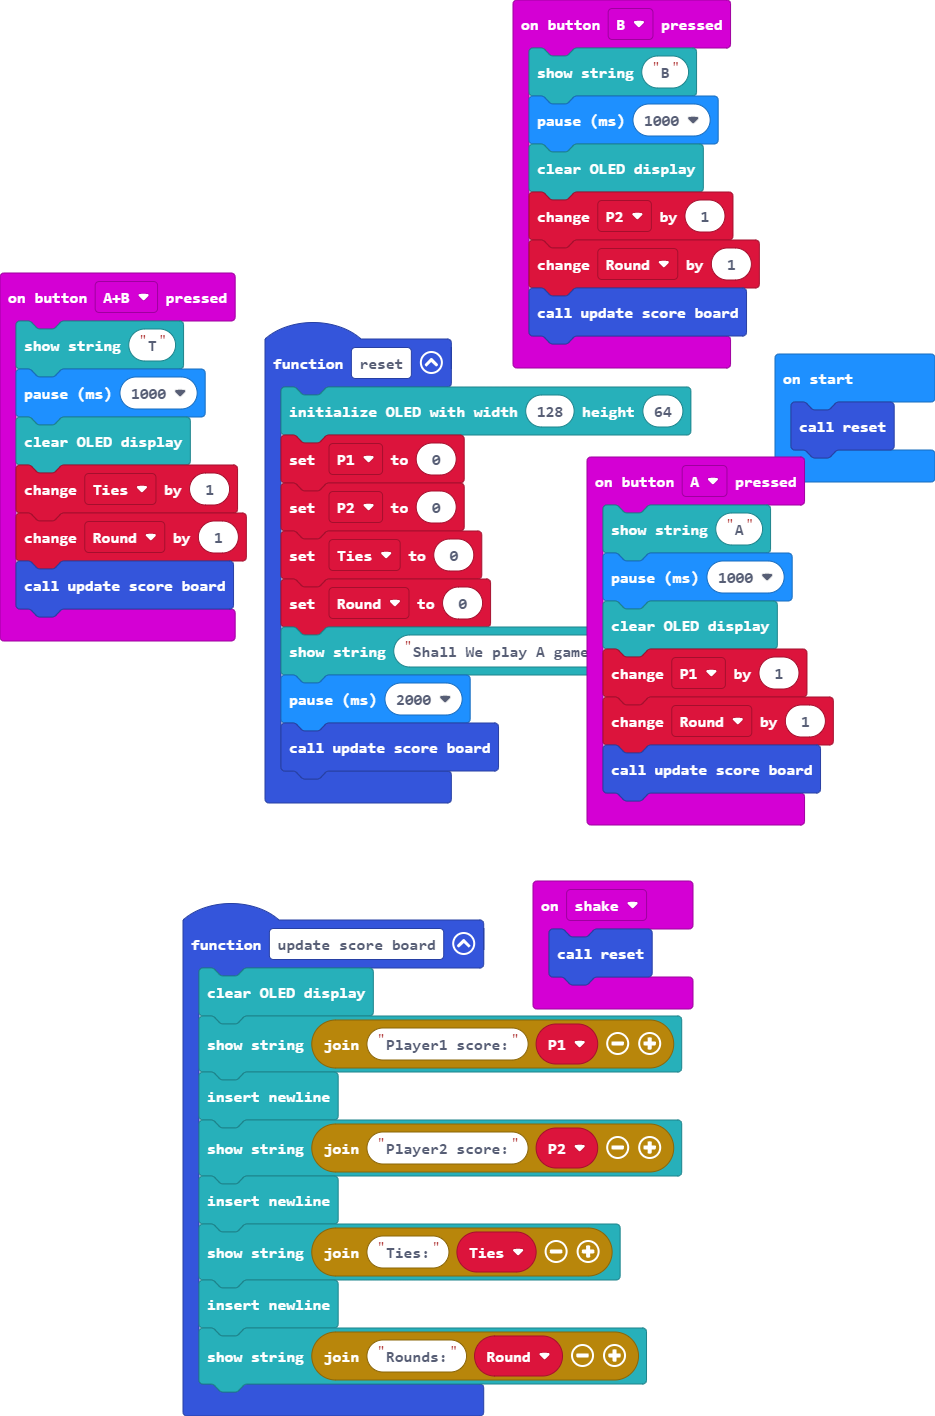 on button B pressed
show string "B"
pause (ms) 1000
clear OLED display
change P2 by 1
change Round by 1
call update score board
on button A+B pressed
show string "T"
pause (ms) 1000
clear OLED display
change Ties by 1
change Round by 1
call update score board
function reset
initialize OLED with width 128 height 64
set P1 to 0
set P2 to 0
set Ties to 0
set Round to 0
show string "Shall We play A game
pause (ms) 2000
call update score board
on start
call reset
on button A pressed
show string "A"
pause (ms) 1000
clear OLED display
change P1 by 1
change Round by 1
call update score board
function update score board
clear OLED display
show string join "Player1 score:" P1
insert newline
show string join "Player2 score:" P2
insert newline
show string join "Ties:" Ties
insert newline
show string join "Rounds:" Round
on shake
call reset